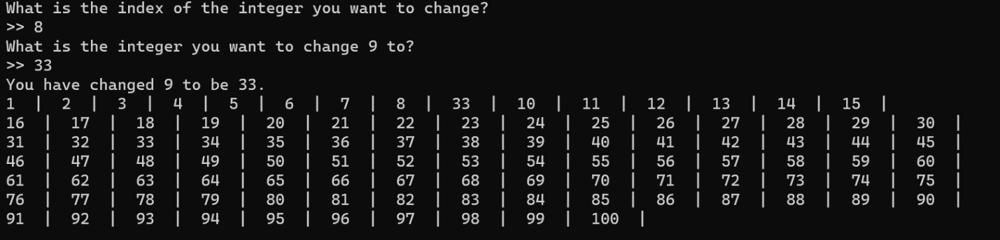 What is the index of the integer you want to change?
>> 8
What is the integer you want to change 9 to?
>> 33
You have changed 9 to be 33.
1  |  2  |  3  |  4  |  5  |  6  |  7  |  8  |  33  |  10  |  11  |  12  |  13  |  14  |  15  |
16  |  17  |  18  |  19  |  20  |  21  |  22  |  23  |  24  |  25  |  26  |  27  |  28  |  29  |  30  |
31  |  32  |  33  |  34  |  35  |  36  |  37  |  38  |  39  |  40  |  41  |  42  |  43  |  44  |  45  |
46  |  47  |  48  |  49  |  50  |  51  |  52  |  53  |  54  |  55  |  56  |  57  |  58  |  59  |  60  |
61  |  62  |  63  |  64  |  65  |  66  |  67  |  68  |  69  |  70  |  71  |  72  |  73  |  74  |  75  |
76  |  77  |  78  |  79  |  80  |  81  |  82  |  83  |  84  |  85  |  86  |  87  |  88  |  89  |  90  |
91  |  92  |  93  |  94  |  95  |  96  |  97  |  98  |  99  |  100  |